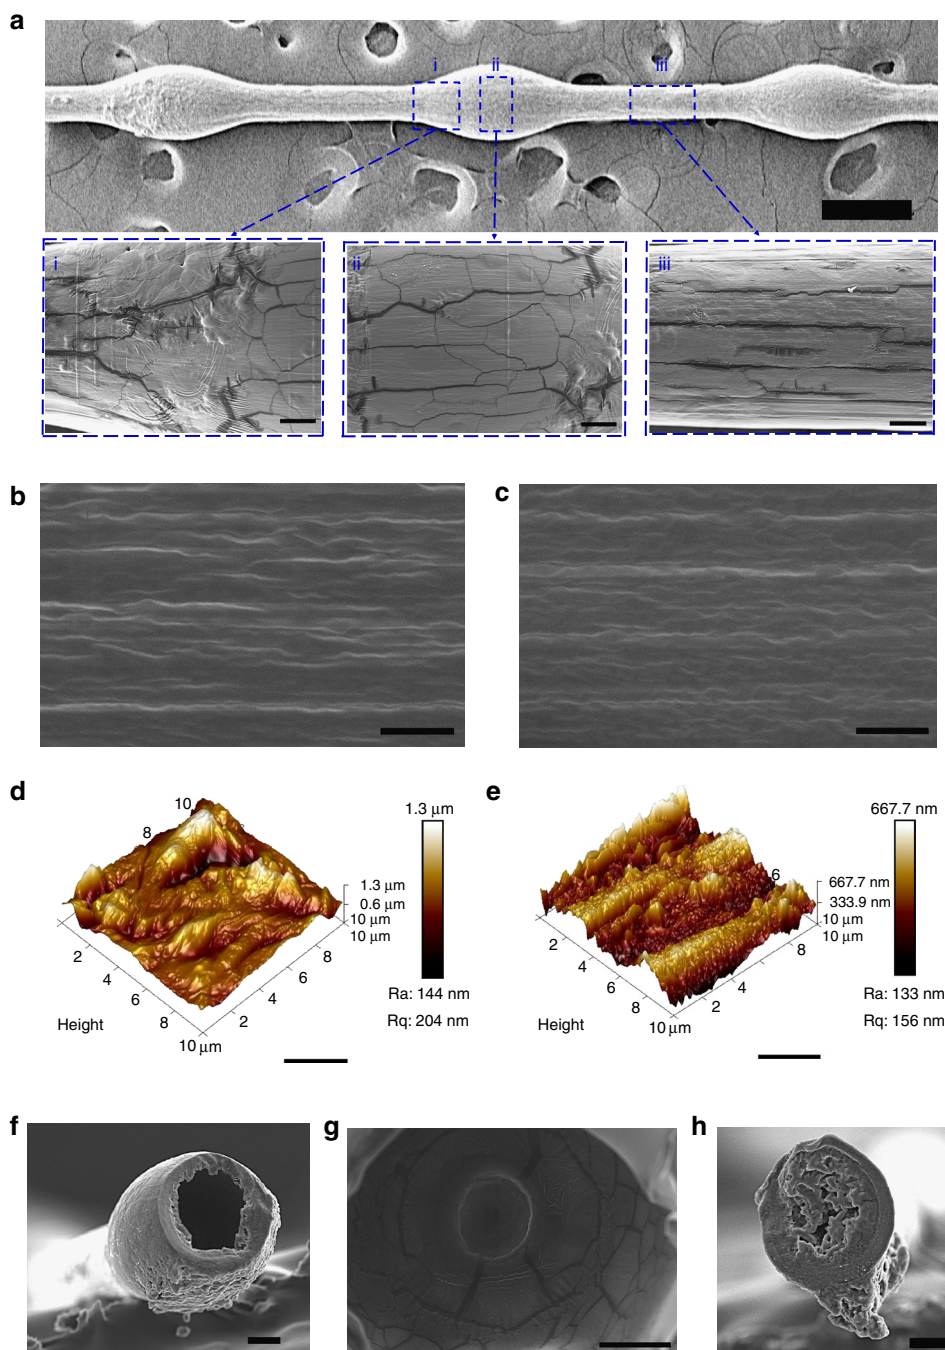 a
i
ii
iii
i
ii
iii
b
c
d
10
8
1.3 μm
1.3 μm
0.6 μm
10 μm
10 μm
2
4
6
8
10 μm
2
4
6
8
Height
Ra: 144 nm
Rq: 204 nm
e
667.7 nm
6
667.7 nm
333.9 nm
10 μm
10 μm
2
4
6
8
10 μm
2
4
8
Height
Ra: 133 nm
Rq: 156 nm
f
g
h